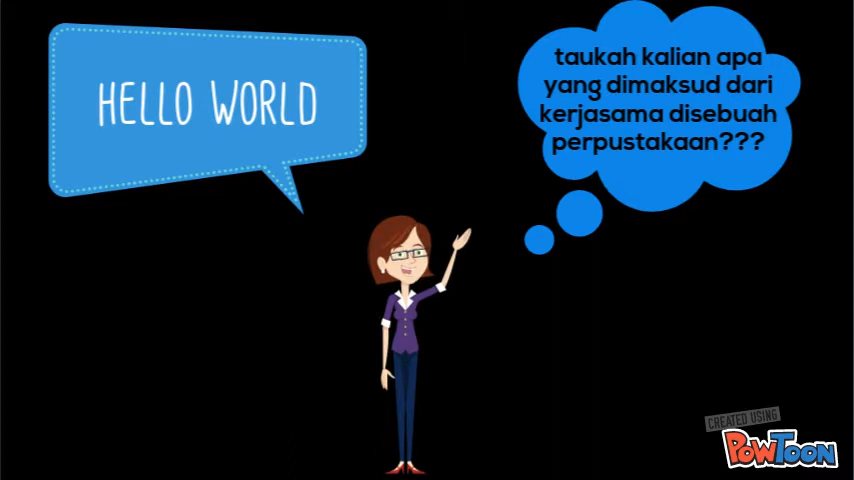 HELLO WORLD
taukah kalian apa
yang dimaksud dari
kerjasama disebuah
perpustakaan???
CREATED USING
POWTOON